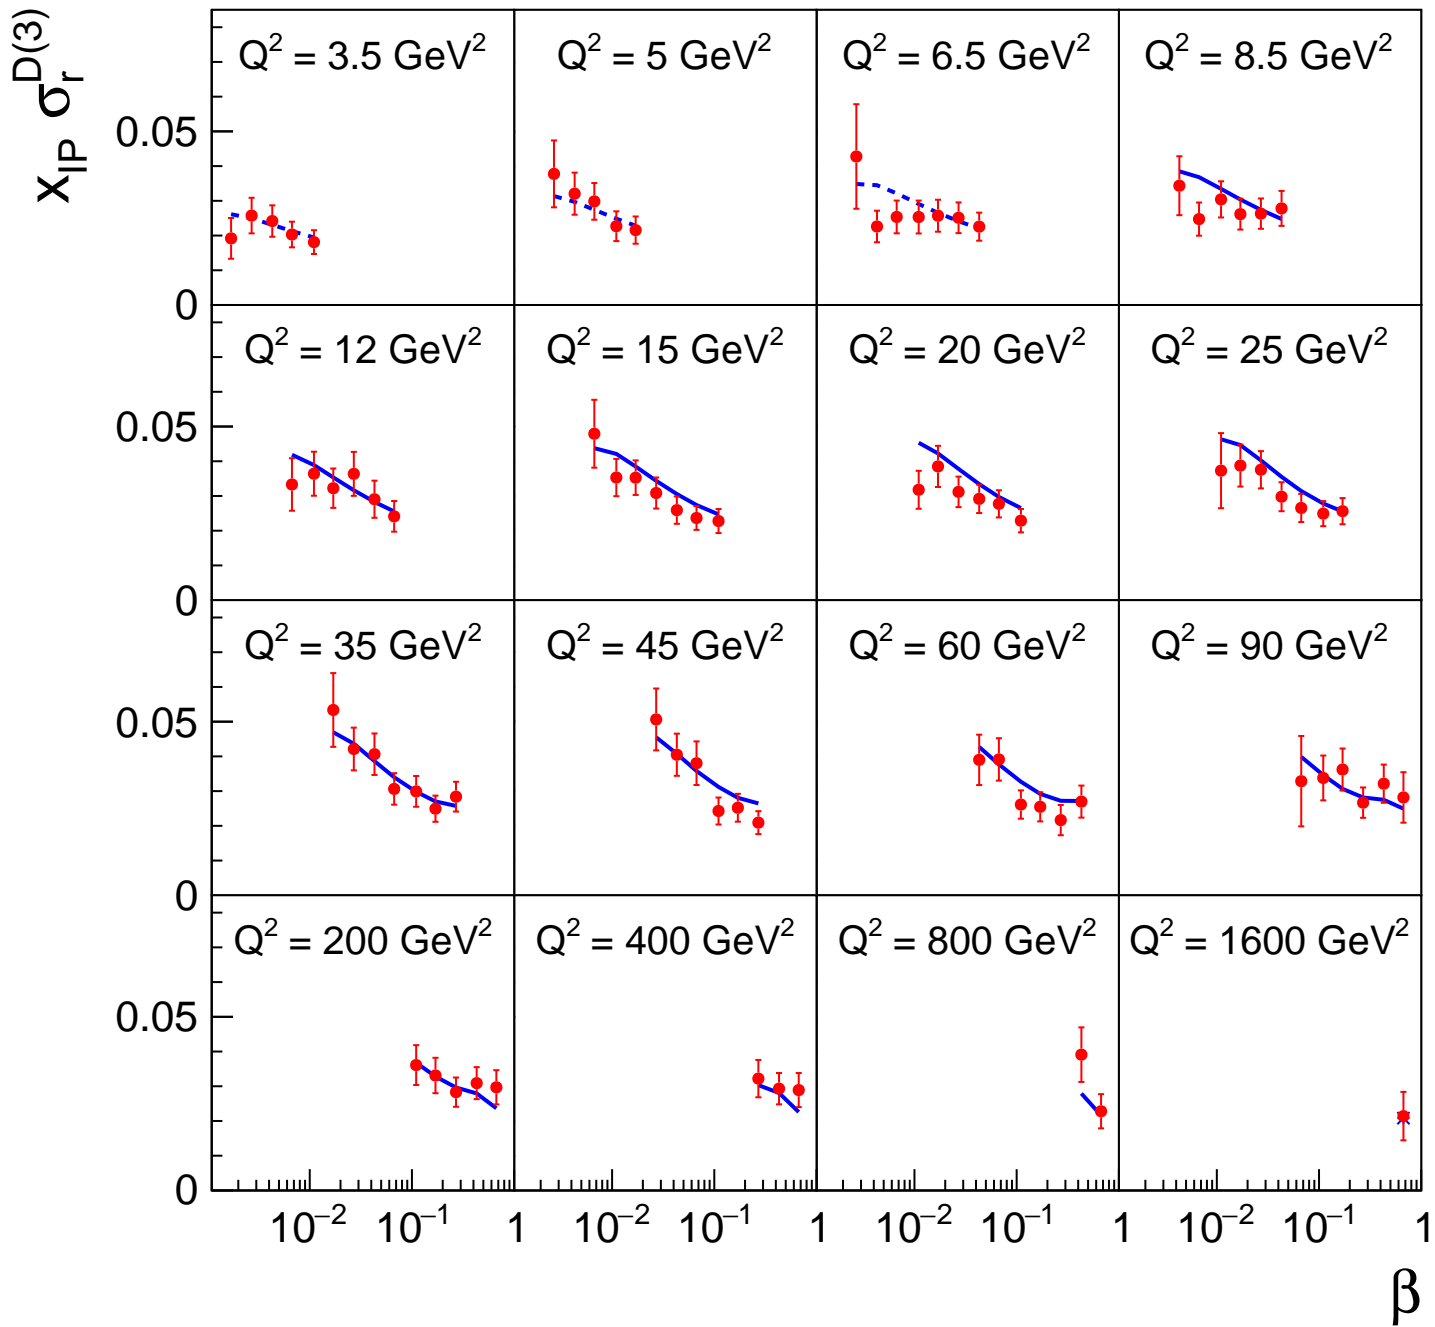 x_IP σ_r^D(3)
Q² = 3.5 GeV²
Q² = 5 GeV²
Q² = 6.5 GeV²
Q² = 8.5 GeV²
0.05
0
Q² = 12 GeV²
Q² = 15 GeV²
Q² = 20 GeV²
Q² = 25 GeV²
0.05
0
Q² = 35 GeV²
Q² = 45 GeV²
Q² = 60 GeV²
Q² = 90 GeV²
0.05
0
Q² = 200 GeV²
Q² = 400 GeV²
Q² = 800 GeV²
Q² = 1600 GeV²
0.05
0
10⁻² 10⁻¹ 1
10⁻² 10⁻¹ 1
10⁻² 10⁻¹ 1
10⁻² 10⁻¹ 1
β